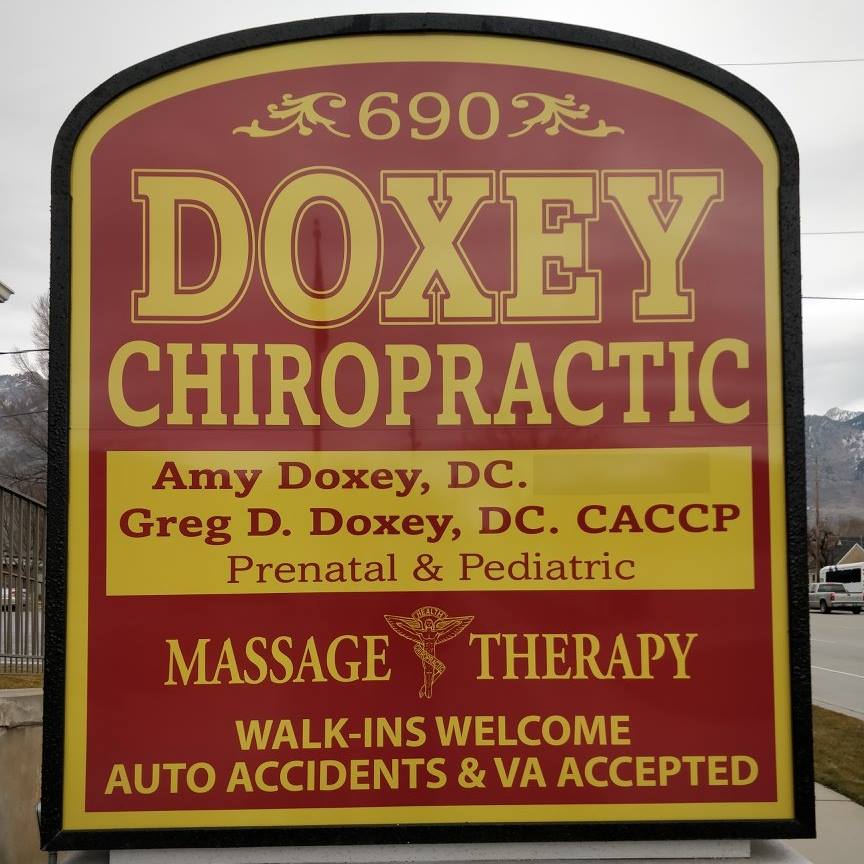 690
DOXEY
CHIROPRACTIC
Amy Doxey, DC.
Greg D. Doxey, DC. CACCP
Prenatal & Pediatric
HEALTH
MASSAGE THERAPY
WALK-INS WELCOME
AUTO ACCIDENTS & VA ACCEPTED